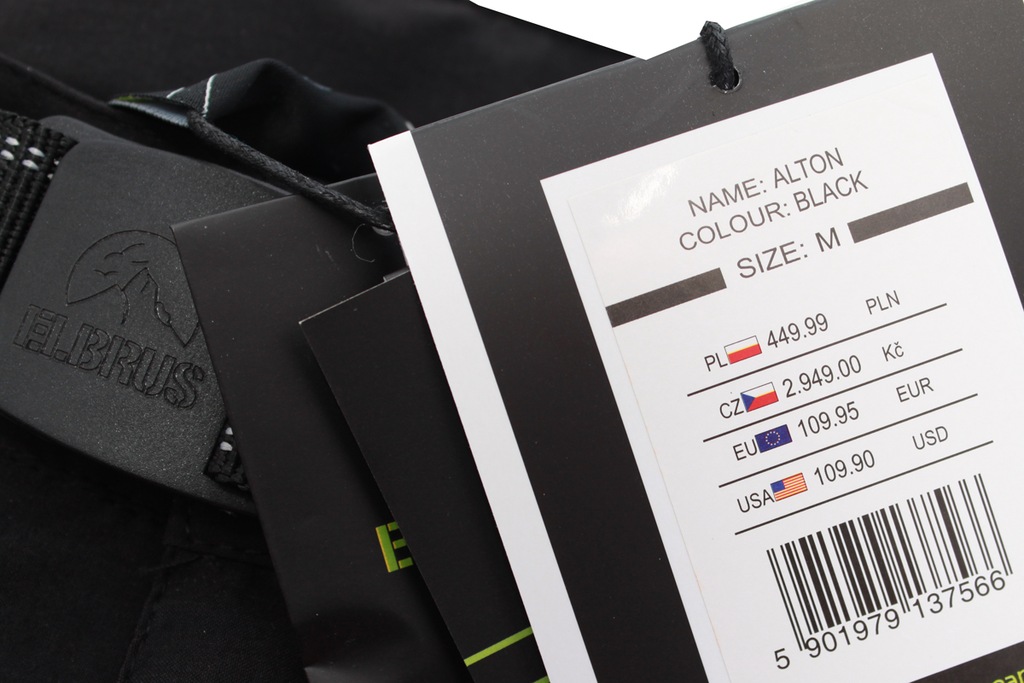 ELBRUS
E
NAME: ALTON
COLOUR: BLACK
SIZE: M
PL 449.99 PLN
CZ 2.949.00 Kč
EU 109.95 EUR
USA 109.90 USD
5 901979 137566